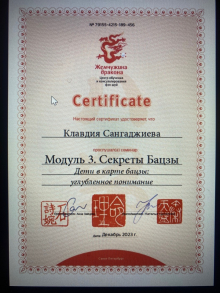 Жемчужина
Дракона
Certificate
Настоящий сертификат удостоверяет, что
Клавдия Сангаджиева
Модуль 3. Секреты Бацзы
Дети в карте бацзы:
углубленное понимание
Декабрь 2023 г.